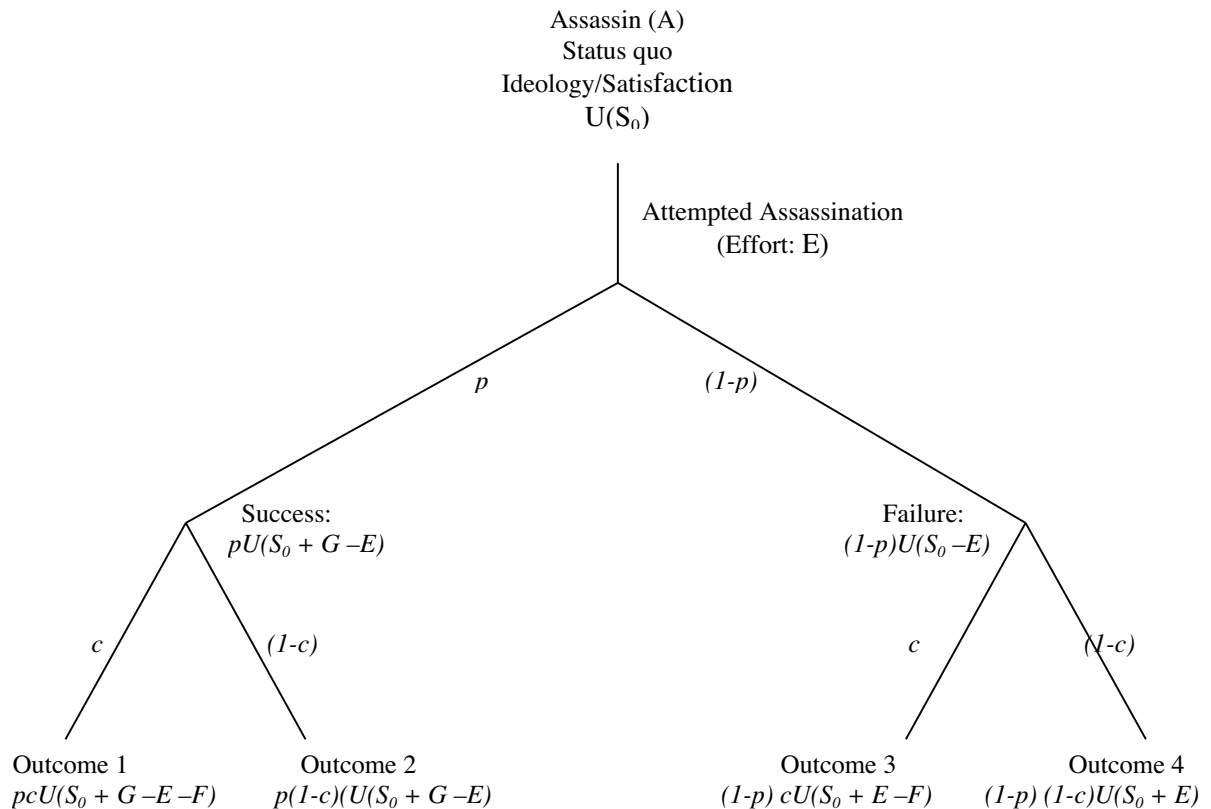 Assassin (A)
Status quo
Ideology/Satisfaction
U(S₀)
Attempted Assassination
(Effort: E)
p
(1-p)
Success:
pU(S₀ + G –E)
Failure:
(1-p)U(S₀ –E)
c
(1-c)
c
(1-c)
Outcome 1
pcU(S₀ + G –E –F)
Outcome 2
p(1-c)(U(S₀ + G –E)
Outcome 3
(1-p) cU(S₀ + E –F)
Outcome 4
(1-p) (1-c)U(S₀ + E)